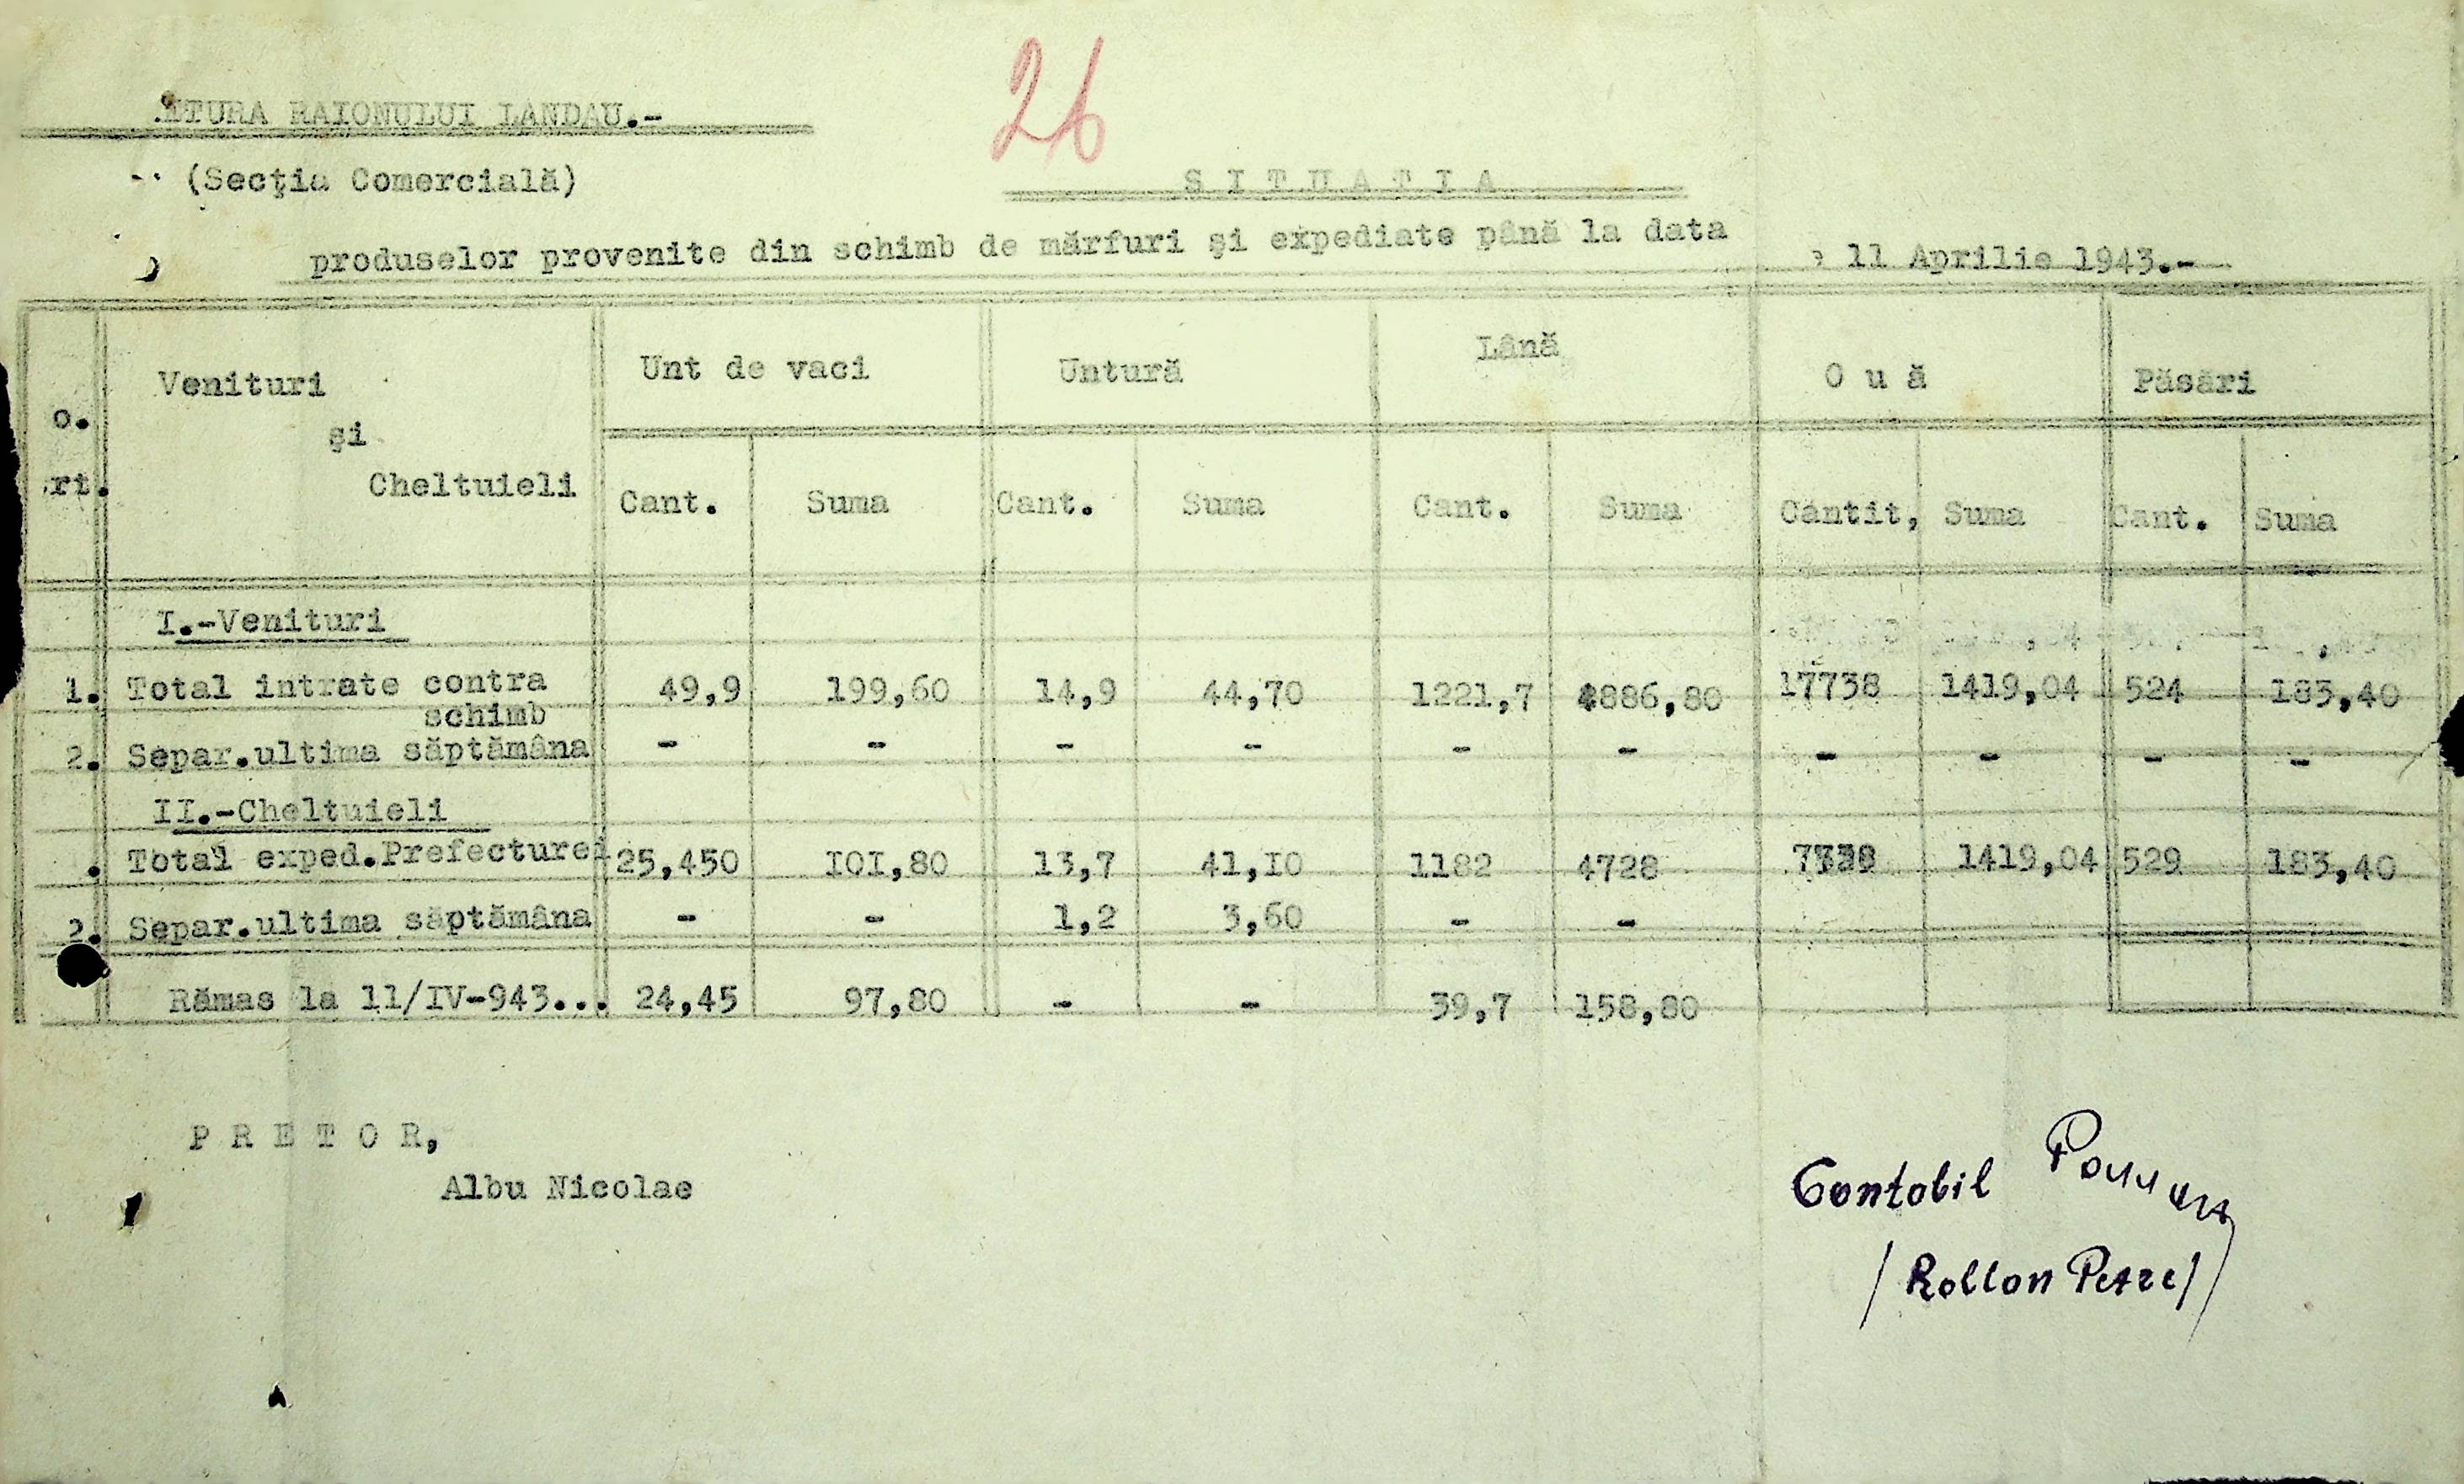 26
ETURA RAIONULUI LANDAU.-
(Secţia Comercială)
S I T U A T I A
produselor provenite din schimb de mărfuri şi expediate până la data
11 Aprilie 1943.-
o. rt. Venituri şi Cheltuieli Unt de vaci Untură Lână O u ă Păsări
Cant. Suma Cant. Suma Cant. Suma Cantit, Suma Cant. Suma
I.-Venituri
1. Total intrate contra schimb 49,9 199,60 14,9 44,70 1221,7 4886,80 17738 1419,04 524 183,40
2. Separ.ultima săptămâna - - - - - - - - - -
II.-Cheltuieli
. Total exped.Prefecturei 25,450 IOI,80 13,7 41,IO 1182 4728 1419,04 529 183,40
2. Separ.ultima săptămâna - - 1,2 3,60 - -
Rămas la 11/IV-943... 24,45 97,80 - - 39,7 158,80
P R E T O R,
Albu Nicolae
Contabil
/Rollon Petre/